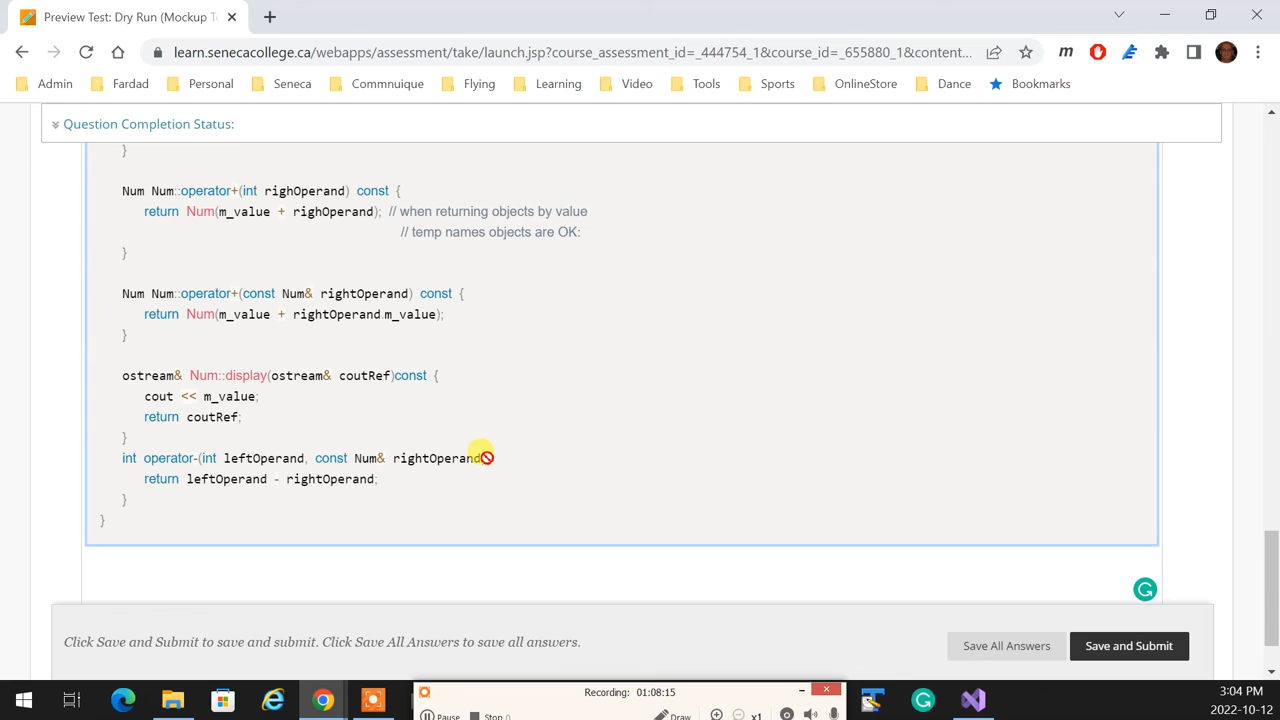 Preview Test: Dry Run (Mockup T
learn.senecacollege.ca/webapps/assessment/take/launch.jsp?course_assessment_id=_444754_1&course_id=_655880_1&content...
m
Admin Fardad Personal Seneca Commnuique Flying Learning Video Tools Sports OnlineStore Dance Bookmarks
Question Completion Status:
}
Num Num::operator+(int righOperand) const {
return Num(m_value + righOperand); // when returning objects by value
// temp names objects are OK:
}
Num Num::operator+(const Num& rightOperand) const {
return Num(m_value + rightOperand.m_value);
}
ostream& Num::display(ostream& coutRef)const {
cout << m_value;
return coutRef;
}
int operator-(int leftOperand, const Num& rightOperand
return leftOperand - rightOperand;
}
}
Click Save and Submit to save and submit. Click Save All Answers to save all answers.
Save All Answers
Save and Submit
Recording: 01:08:15
Pause Stop 0 Draw x1
3:04 PM
2022-10-12